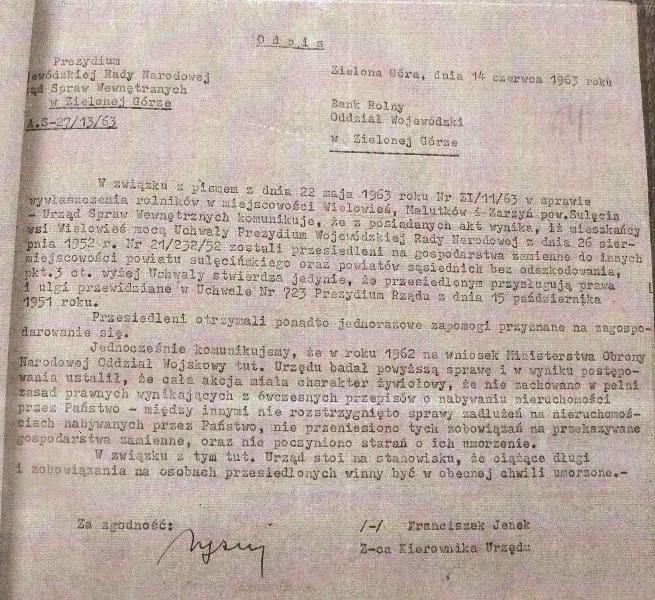 Odpis
Prezydium
jewódzkiej Rady Narodowej
ąd Spraw Wewnętrznych
w Zielonej Górze
A.S-27/13/63
Zielona Góra, dnia 14 czerwca 1963 roku
Bank Rolny
Oddział Wojewódzki
w Zielonej Górze
W związku z pismem z dnia 22 maja 1963 roku Nr ZI/11/63 w sprawie
wywłaszczenia rolników w miejscowości Wielowieś, Malutków i Zarzyń pow.Sulęcin
- Urząd Spraw Wewnętrznych komunikuje, że z posiadanych akt wynika, iż mieszkańcy
wsi Wielowieś mocą Uchwały Prezydium Wojewódzkiej Rady Narodowej z dnia 26 sier-
pnia 1952 r. Nr 21/232/52 zostali przesiedleni na gospodarstwa zamienne do innych
miejscowości powiatu sulęcińskiego oraz powiatów sąsiednich bez odszkodowania,
pkt.3 ct. wyżej Uchwały stwierdza jedynie, że przesiedlonym przysługują prawa
i ulgi przewidziane w Uchwale Nr 723 Prezydium Rządu z dnia 15 października
1951 roku.
Przesiedleni otrzymali ponadto jednorazowe zapomogi przyznane na zagospo-
darowanie się.
Jednocześnie komunikujemy, że w roku 1962 na wniosek Ministerstwa Obrony
Narodowej Oddział Wojskowy tut. Urzędu badał powyższą sprawę i w wyniku postępo-
wania ustalił, że cała akcja miała charakter żywiołowy, że nie zachowano w pełni
zasad prawnych wynikających z ówczesnych przepisów o nabywaniu nieruchomości
przez Państwo - między innymi nie rozstrzygnięto sprawy zadłużeń na nieruchomoś-
ciach nabywanych przez Państwo, nie przeniesiono tych zobowiązań na przekazywane
gospodarstwa zamienne, oraz nie poczyniono starań o ich umorzenie.
W związku z tym tut. Urząd stoi na stanowisku, że ciążące długi
i zobowiązania na osobach przesiedlonych winny być w obecnej chwili umorzone.-
Za zgodność:
/-/ Franciszek Jenek
Z-ca Kierownika Urzędu